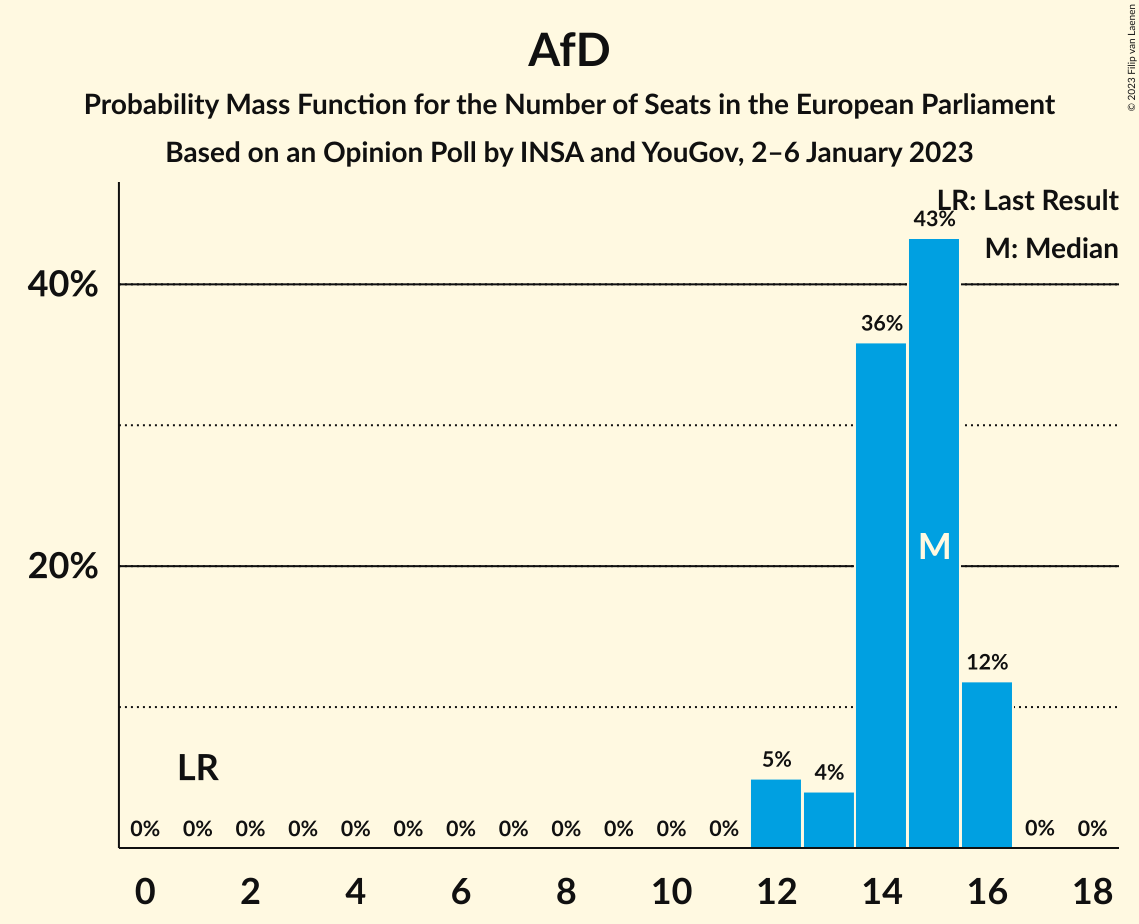 AfD
Probability Mass Function for the Number of Seats in the European Parliament
Based on an Opinion Poll by INSA and YouGov, 2–6 January 2023
© 2023 Filip van Laenen
LR: Last Result
M: Median
43%
40%
36%
M
20%
12%
LR
5%
4%
0% 0% 0% 0% 0% 0% 0% 0% 0% 0% 0% 0% 0% 0%
0 2 4 6 8 10 12 14 16 18